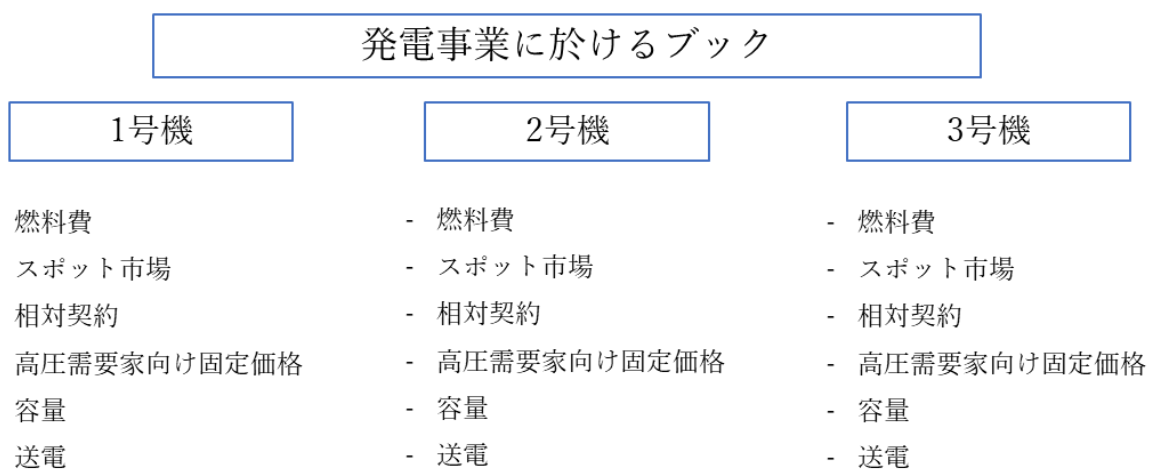 発電事業に於けるブック
1号機
2号機
3号機
燃料費
スポット市場
相対契約
高圧需要家向け固定価格
容量
送電
- 燃料費
- スポット市場
- 相対契約
- 高圧需要家向け固定価格
- 容量
- 送電
- 燃料費
- スポット市場
- 相対契約
- 高圧需要家向け固定価格
- 容量
- 送電